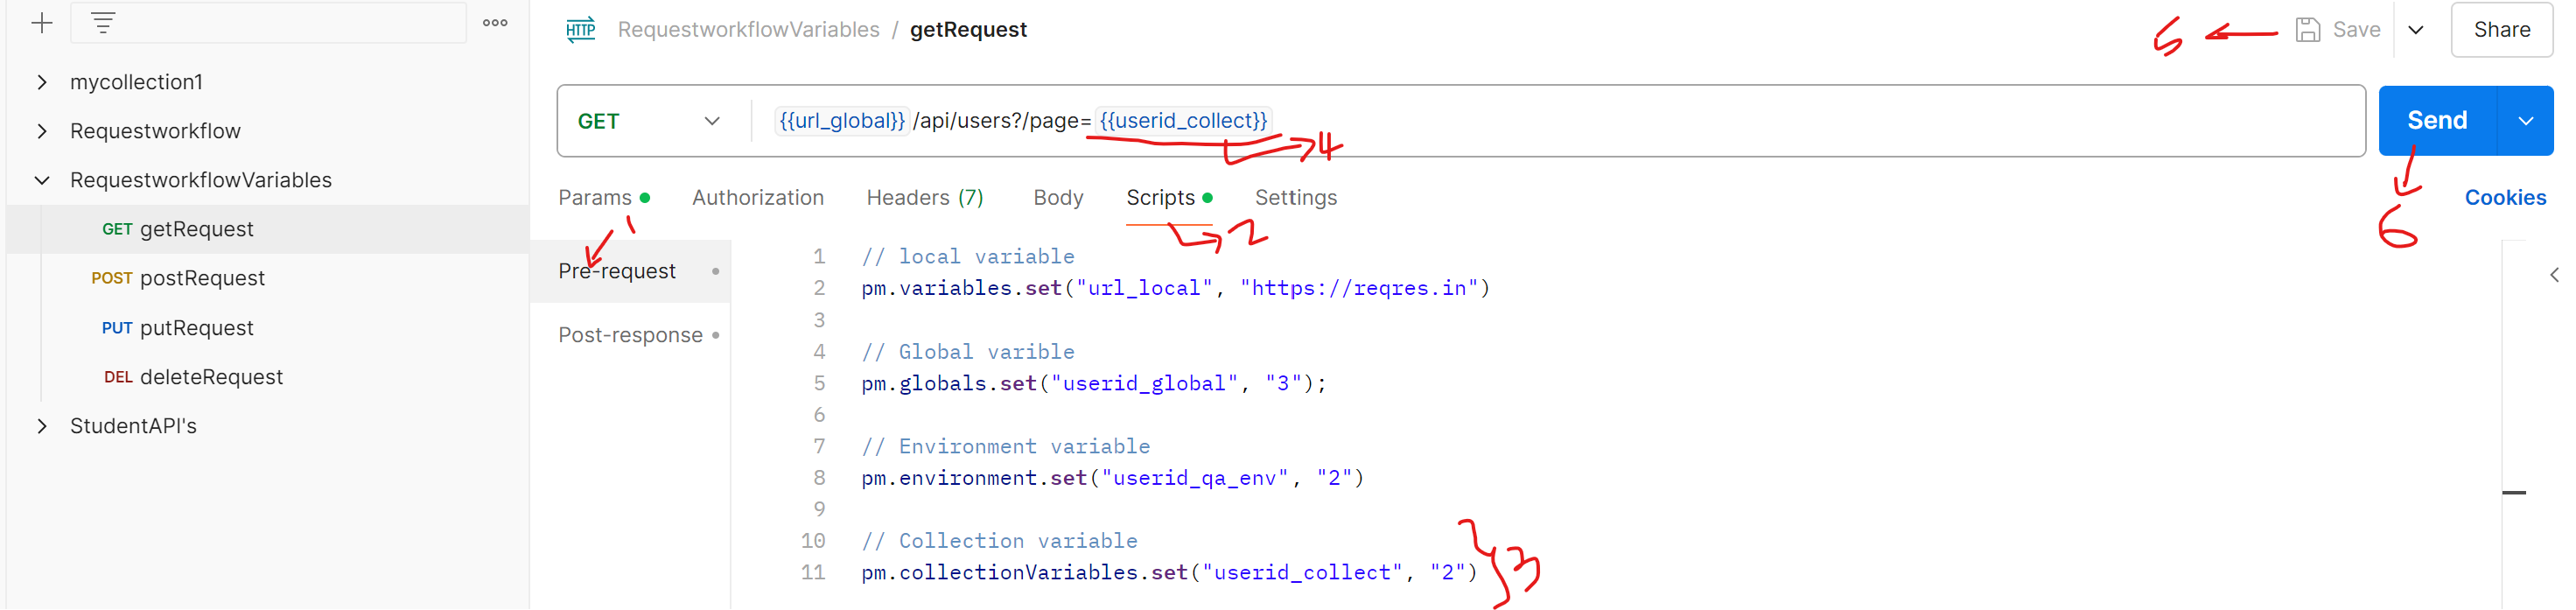 mycollection1
Requestworkflow
RequestworkflowVariables
GET getRequest
POST postRequest
PUT putRequest
DEL deleteRequest
StudentAPI's
HTTP RequestworkflowVariables / getRequest
5 Save Share
GET {{url_global}} /api/users?/page= {{userid_collect}} Send
4
6
Params Authorization Headers (7) Body Scripts Settings Cookies
1
2
Pre-request
Post-response
1 // local variable
2 pm.variables.set("url_local", "https://reqres.in")
3
4 // Global varible
5 pm.globals.set("userid_global", "3");
6
7 // Environment variable
8 pm.environment.set("userid_qa_env", "2")
9
10 // Collection variable
11 pm.collectionVariables.set("userid_collect", "2")
3